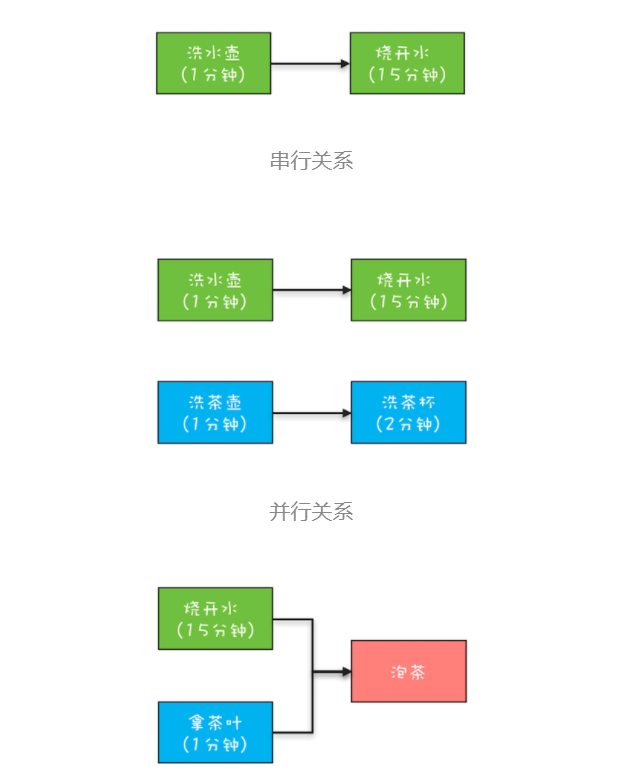 洗水壶
(1分钟)
烧开水
(15分钟)
串行关系
洗水壶
(1分钟)
烧开水
(15分钟)
洗茶壶
(1分钟)
洗茶杯
(2分钟)
并行关系
烧开水
(15分钟)
泡茶
拿茶叶
(1分钟)